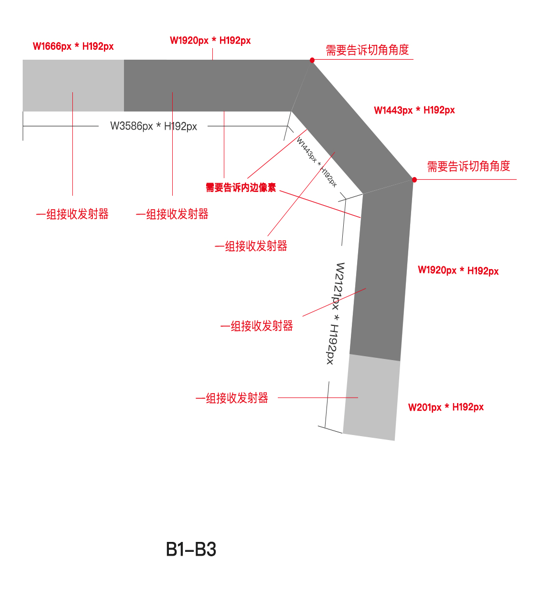 W1920px * H192px
W1666px * H192px
需要告诉切角角度
W1443px * H192px
W3586px * H192px
W1443px * H192px
需要告诉切角角度
需要告诉内边像素
一组接收发射器
一组接收发射器
一组接收发射器
W1920px * H192px
W2121px * H192px
一组接收发射器
一组接收发射器
W201px * H192px
B1-B3